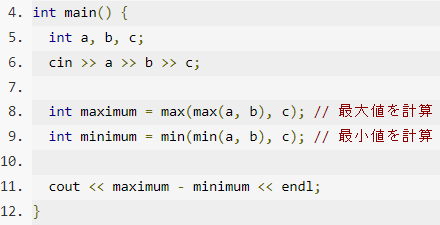 4. int main() {
5.   int a, b, c;
6.   cin >> a >> b >> c;
7.
8.   int maximum = max(max(a, b), c); // 最大値を計算
9.   int minimum = min(min(a, b), c); // 最小値を計算
10.
11.   cout << maximum - minimum << endl;
12. }